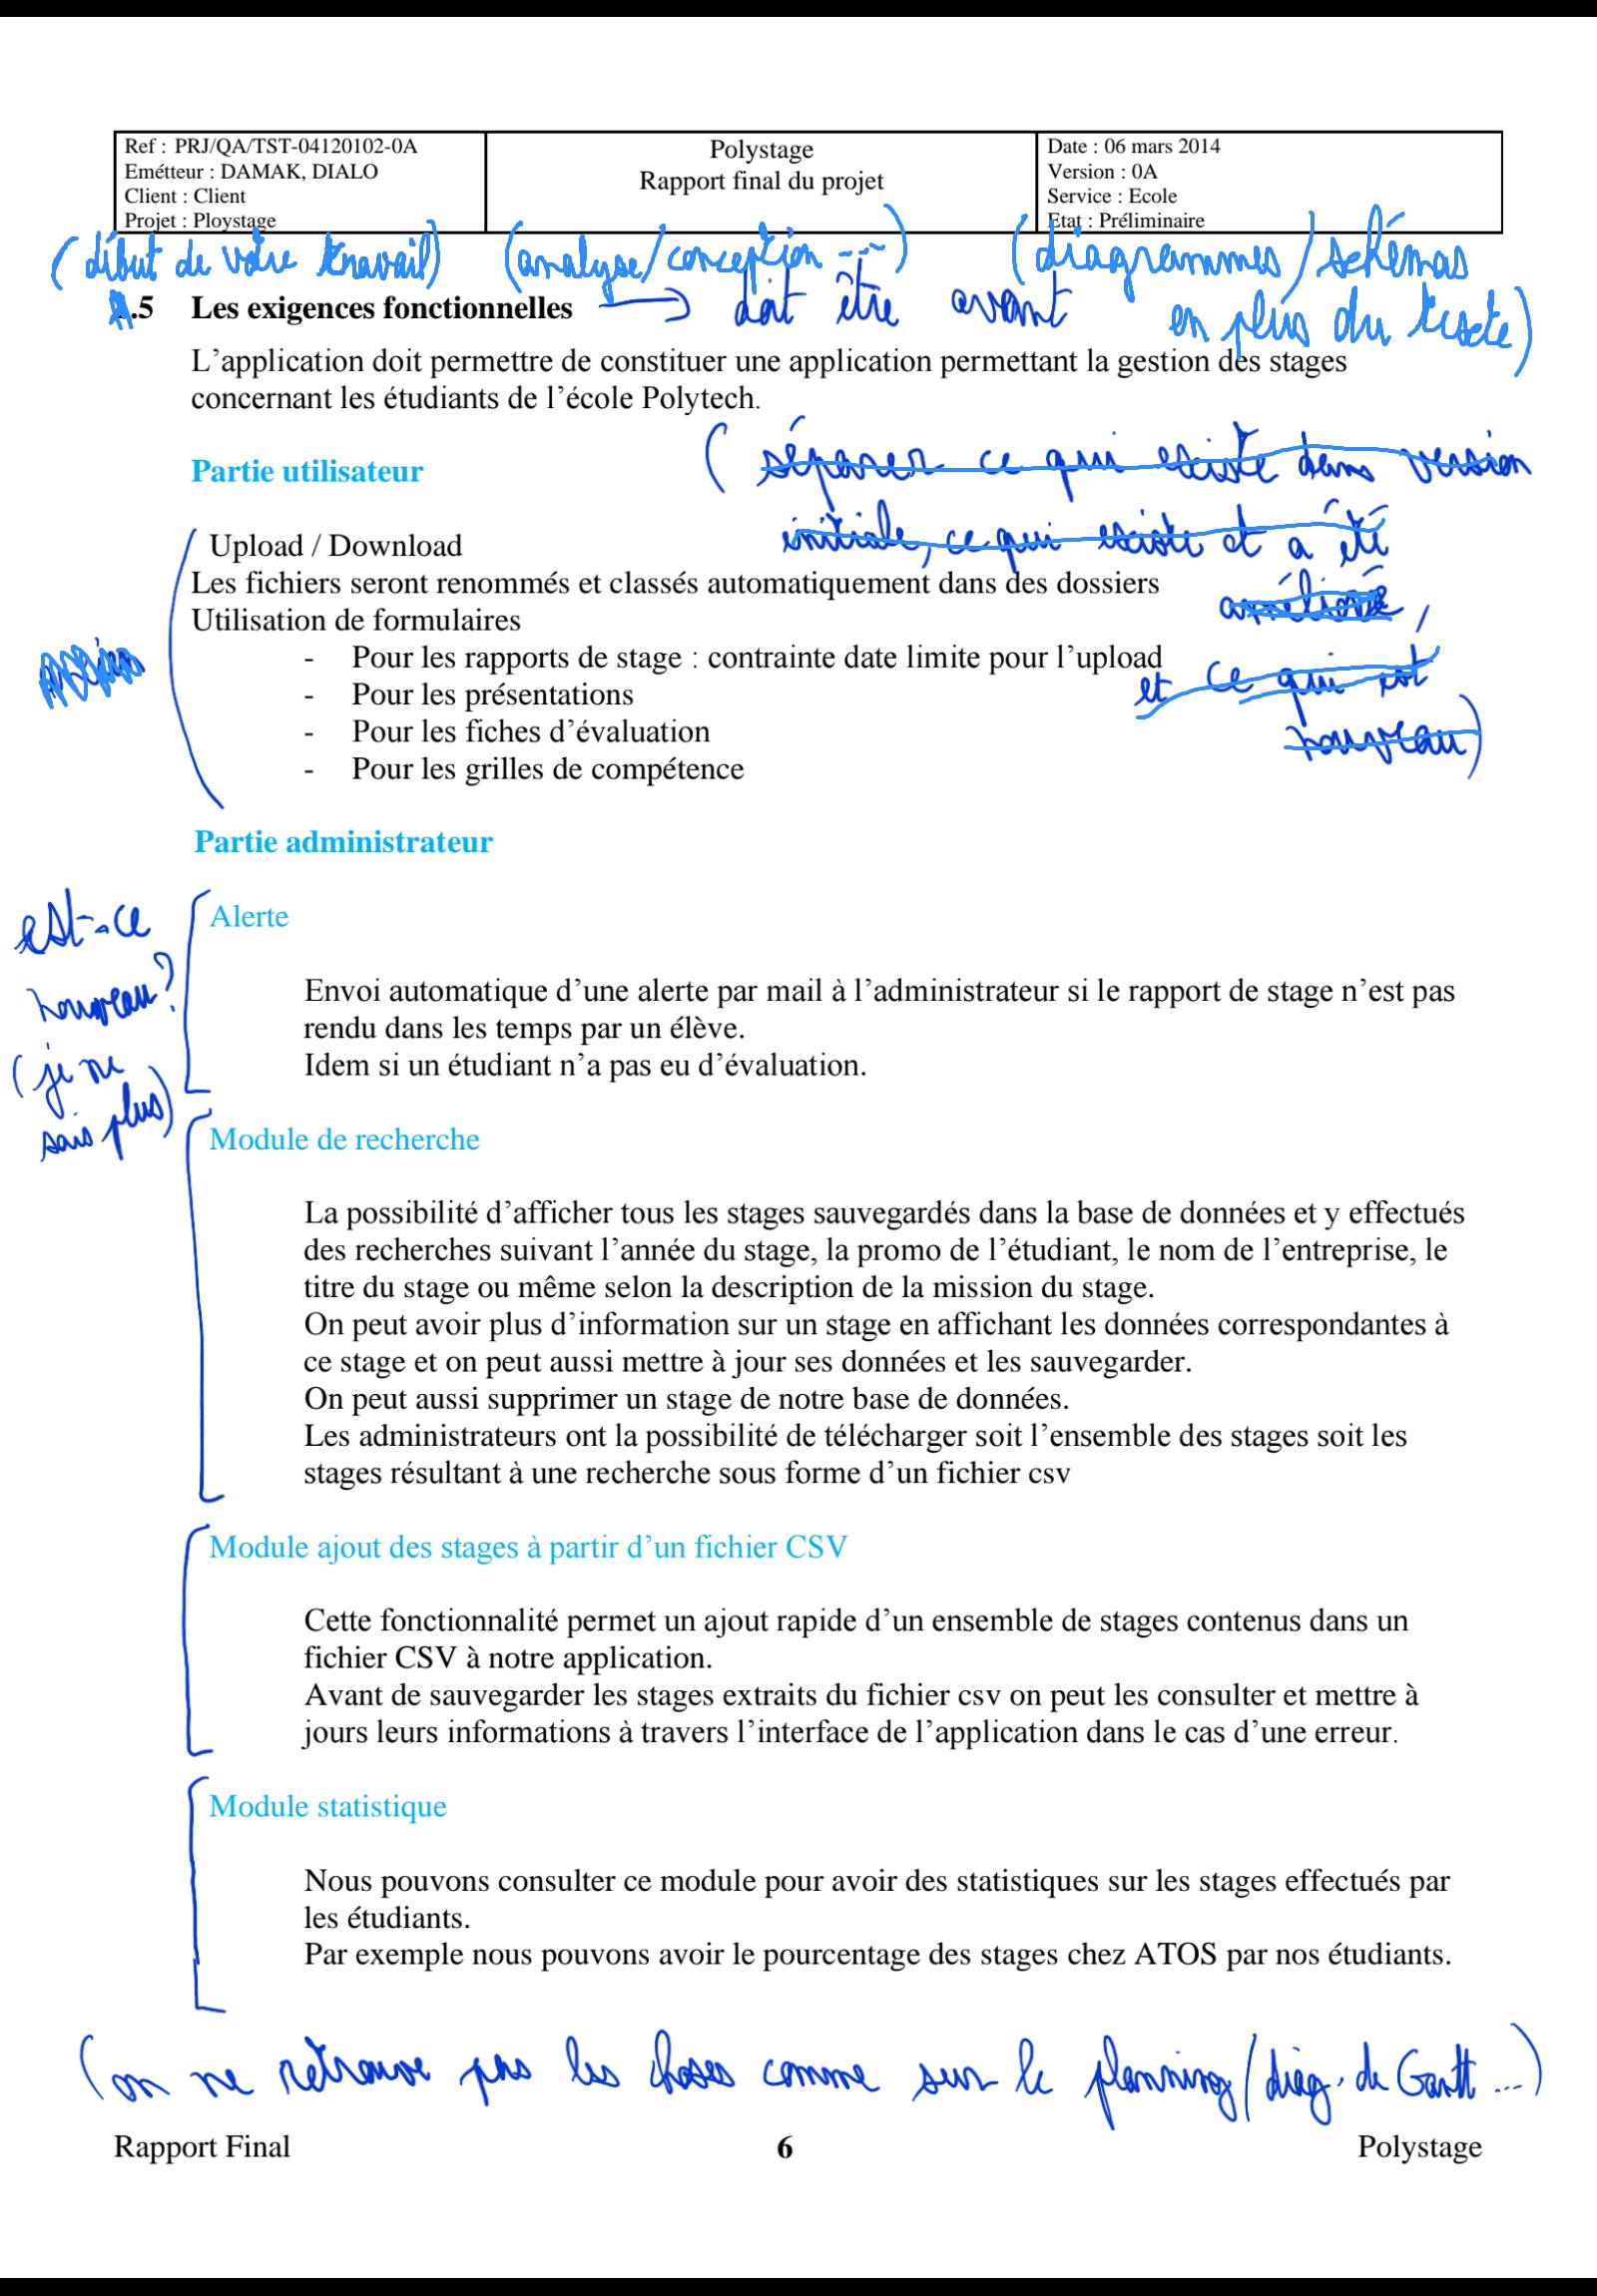 Ref : PRJ/QA/TST-04120102-0A
Emétteur : DAMAK, DIALO
Client : Client
Projet : Ploystage
Polystage
Rapport final du projet
Date : 06 mars 2014
Version : 0A
Service : Ecole
Etat : Préliminaire
(début de votre travail) (analyse/conception ---) (diagrammes / schémas
en plus du texte)
.5 Les exigences fonctionnelles → doit être avant
L’application doit permettre de constituer une application permettant la gestion des stages
concernant les étudiants de l’école Polytech.
Partie utilisateur
(séparer ce qui existe dans version
initiale, ce qui existe et a été
améliorée,
et ce qui est
nouveau)
Upload / Download
Les fichiers seront renommés et classés automatiquement dans des dossiers
Utilisation de formulaires
- Pour les rapports de stage : contrainte date limite pour l’upload
- Pour les présentations
- Pour les fiches d’évaluation
- Pour les grilles de compétence
Partie administrateur
est-ce
nouveau?
(je ne
sais plus)
Alerte
Envoi automatique d’une alerte par mail à l’administrateur si le rapport de stage n’est pas
rendu dans les temps par un élève.
Idem si un étudiant n’a pas eu d’évaluation.
Module de recherche
La possibilité d’afficher tous les stages sauvegardés dans la base de données et y effectués
des recherches suivant l’année du stage, la promo de l’étudiant, le nom de l’entreprise, le
titre du stage ou même selon la description de la mission du stage.
On peut avoir plus d’information sur un stage en affichant les données correspondantes à
ce stage et on peut aussi mettre à jour ses données et les sauvegarder.
On peut aussi supprimer un stage de notre base de données.
Les administrateurs ont la possibilité de télécharger soit l’ensemble des stages soit les
stages résultant à une recherche sous forme d’un fichier csv
Module ajout des stages à partir d’un fichier CSV
Cette fonctionnalité permet un ajout rapide d’un ensemble de stages contenus dans un
fichier CSV à notre application.
Avant de sauvegarder les stages extraits du fichier csv on peut les consulter et mettre à
jours leurs informations à travers l’interface de l’application dans le cas d’une erreur.
Module statistique
Nous pouvons consulter ce module pour avoir des statistiques sur les stages effectués par
les étudiants.
Par exemple nous pouvons avoir le pourcentage des stages chez ATOS par nos étudiants.
(on ne retrouve pas les choses comme sur le planning/diag. de Gantt ...)
Rapport Final 6 Polystage